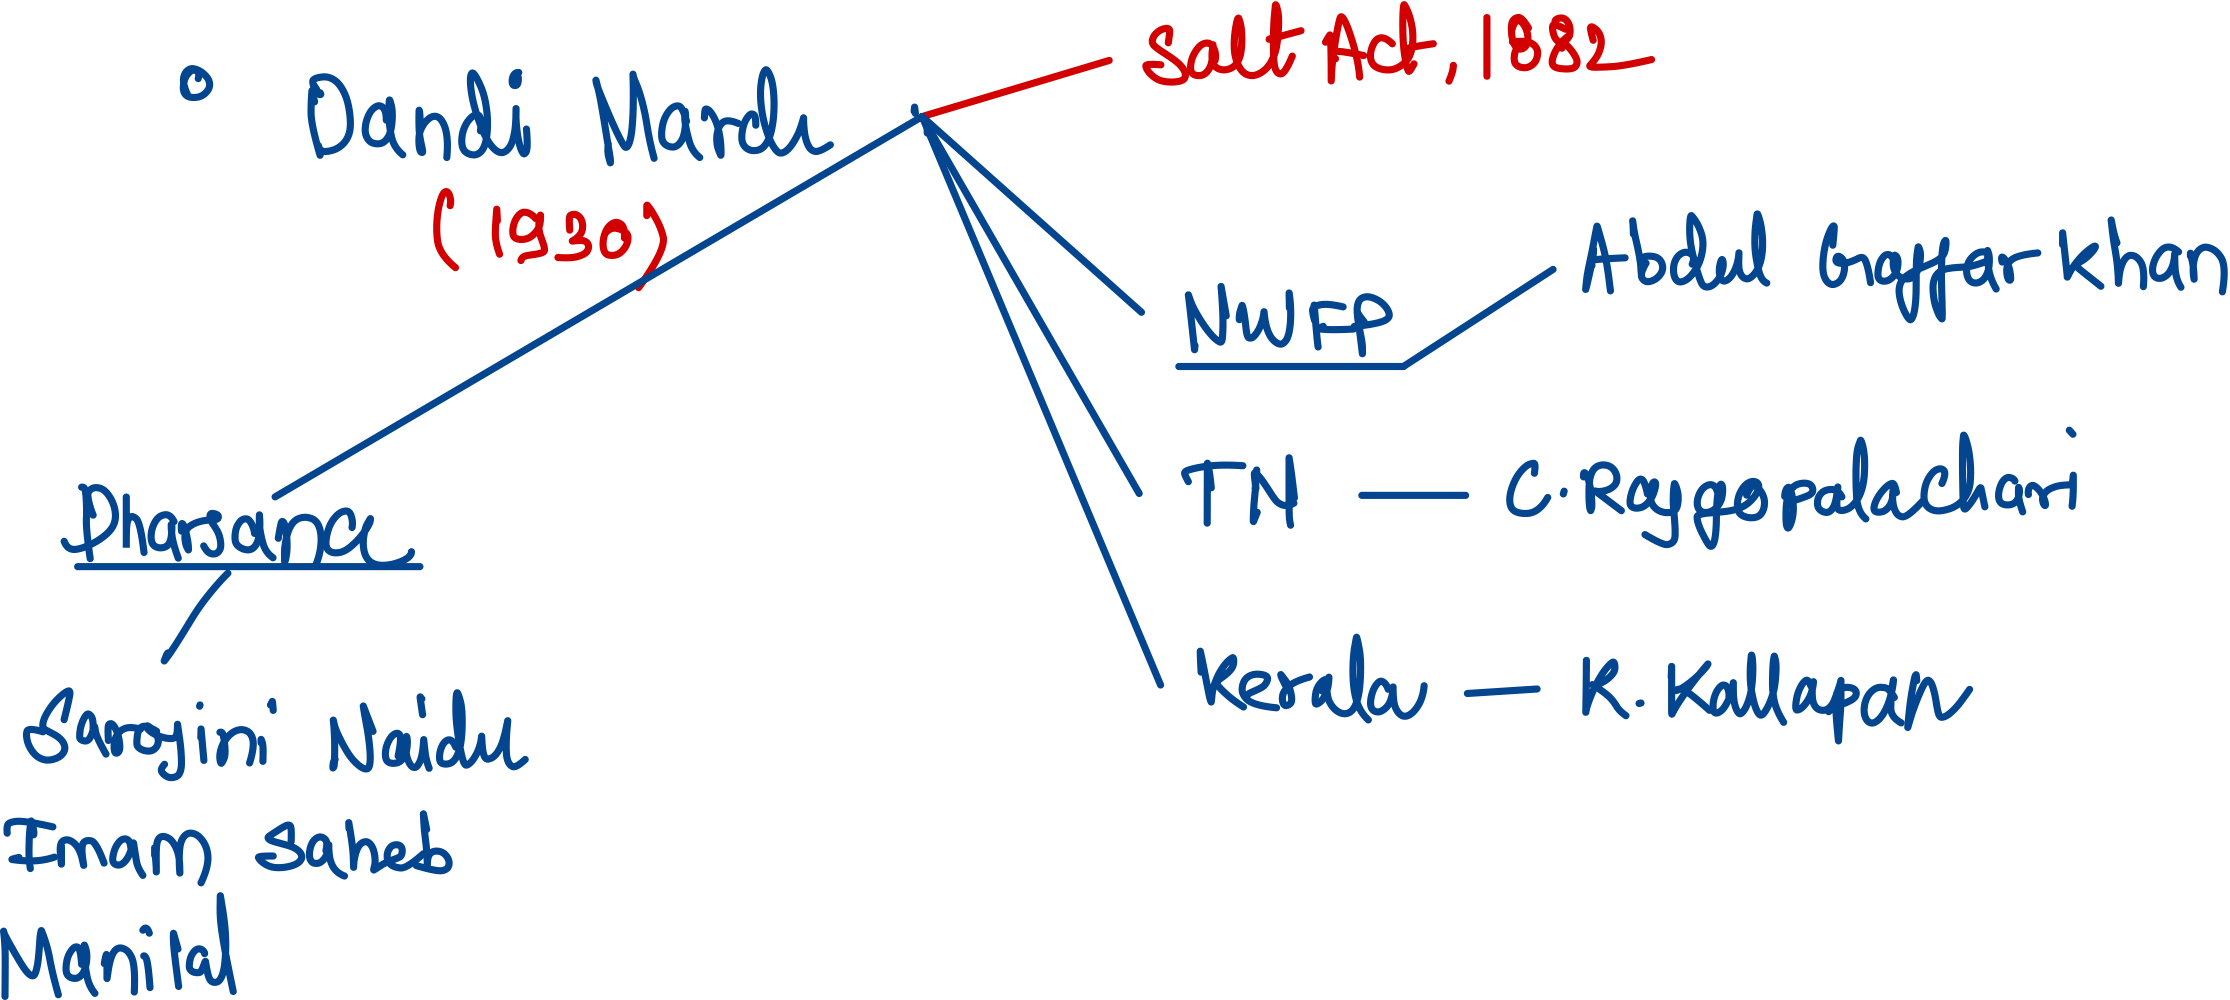 Dandi March
(1930)
Salt Act, 1882
NWFP
Abdul Gaffar Khan
TN — C. Rajgopalachari
Kerala — K. Kallapan
Dharsana
Sarojini Naidu
Imam Saheb
Manilal